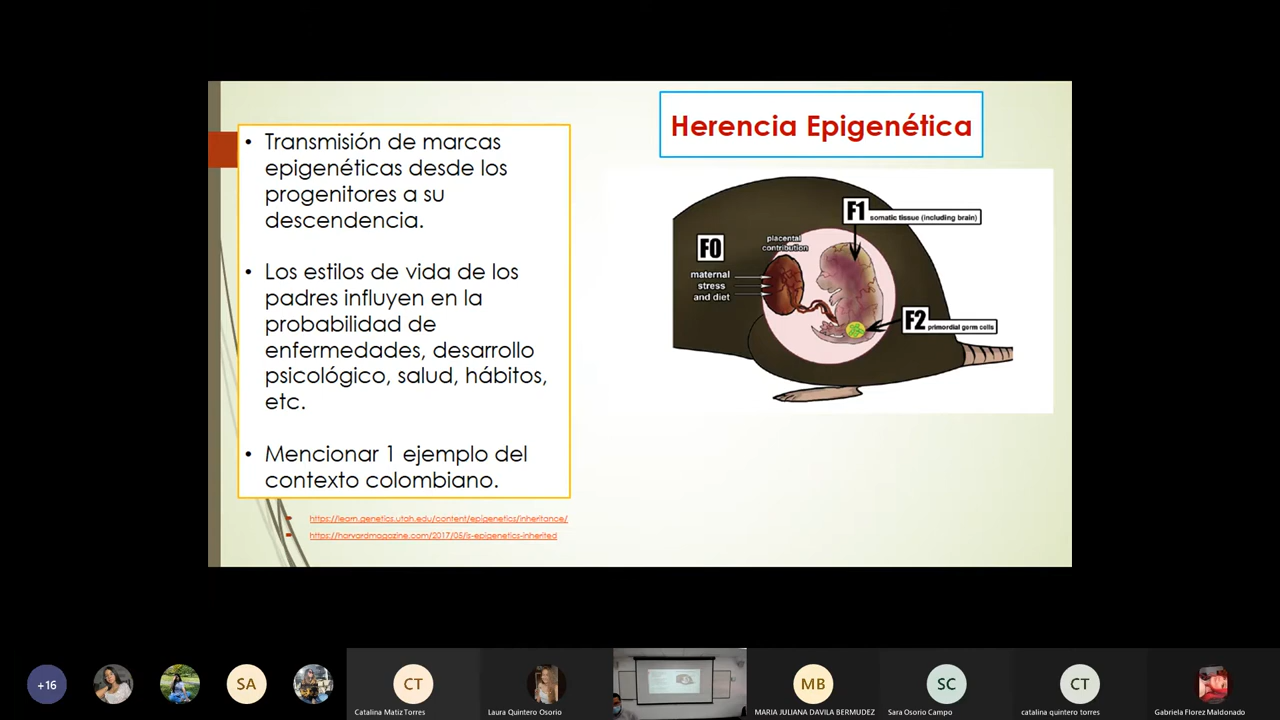 Herencia Epigenética
• Transmisión de marcas
epigenéticas desde los
progenitores a su
descendencia.
• Los estilos de vida de los
padres influyen en la
probabilidad de
enfermedades, desarrollo
psicológico, salud, hábitos,
etc.
• Mencionar 1 ejemplo del
contexto colombiano.
https://learn.genetics.utah.edu/content/epigenetics/inheritance/
https://harvardmagazine.com/2017/05/is-epigenetics-inherited
F1 somatic tissue (including brain)
F0
placental
contribution
maternal
stress
and diet
F2 primordial germ cells
+16
SA
CT
Catalina Matiz Torres
Laura Quintero Osorio
MB
MARIA JULIANA DAVILA BERMUDEZ
SC
Sara Osorio Campo
CT
catalina quintero torres
Gabriela Florez Maldonado